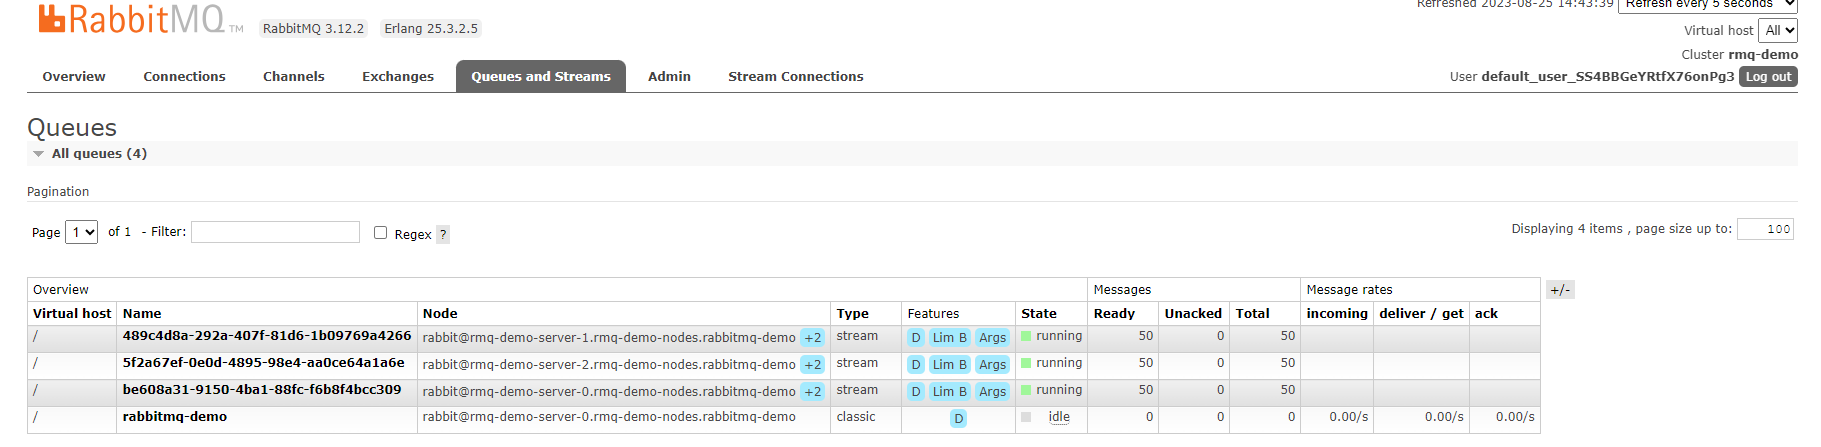 Refreshed 2023-08-25 14:43:39 Refresh every 5 seconds
RabbitMQ TM RabbitMQ 3.12.2 Erlang 25.3.2.5
Virtual host All
Cluster rmq-demo
User default_user_SS4BBGeYRtfX76onPg3 Log out
Overview Connections Channels Exchanges Queues and Streams Admin Stream Connections
Queues
All queues (4)
Pagination
Page 1 of 1 - Filter: Regex ? Displaying 4 items , page size up to: 100
Overview Messages Message rates +/-
Virtual host Name Node Type Features State Ready Unacked Total incoming deliver / get ack
/ 489c4d8a-292a-407f-81d6-1b09769a4266 rabbit@rmq-demo-server-1.rmq-demo-nodes.rabbitmq-demo +2 stream D Lim B Args running 50 0 50
/ 5f2a67ef-0e0d-4895-98e4-aa0ce64a1a6e rabbit@rmq-demo-server-2.rmq-demo-nodes.rabbitmq-demo +2 stream D Lim B Args running 50 0 50
/ be608a31-9150-4ba1-88fc-f6b8f4bcc309 rabbit@rmq-demo-server-0.rmq-demo-nodes.rabbitmq-demo +2 stream D Lim B Args running 50 0 50
/ rabbitmq-demo rabbit@rmq-demo-server-0.rmq-demo-nodes.rabbitmq-demo classic D idle 0 0 0 0.00/s 0.00/s 0.00/s